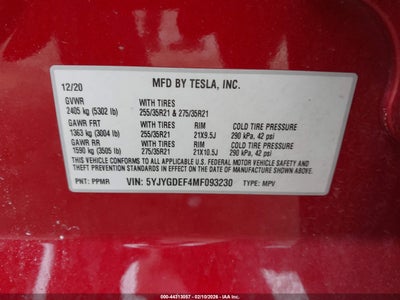 MFD BY TESLA, INC.
12/20
GVWR WITH TIRES
2405 kg (5302 lb) 255/35R21 & 275/35R21
GAWR FRT WITH TIRES RIM COLD TIRE PRESSURE
1363 kg (3004 lb) 255/35R21 21X9.5J 290 kPa, 42 psi
GAWR RR WITH TIRES RIM COLD TIRE PRESSURE
1590 kg (3505 lb) 275/35R21 21X10.5J 290 kPa, 42 psi
THIS VEHICLE CONFORMS TO ALL APPLICABLE U.S. FEDERAL MOTOR VEHICLE SAFETY AND
THEFT PREVENTION STANDARDS IN EFFECT ON THE DATE OF MANUFACTURE SHOWN ABOVE.
PNT: PPMR VIN: 5YJYGDEF4MF093230 TYPE: MPV
000-44313057 - 02/10/2026 - IAAI.com